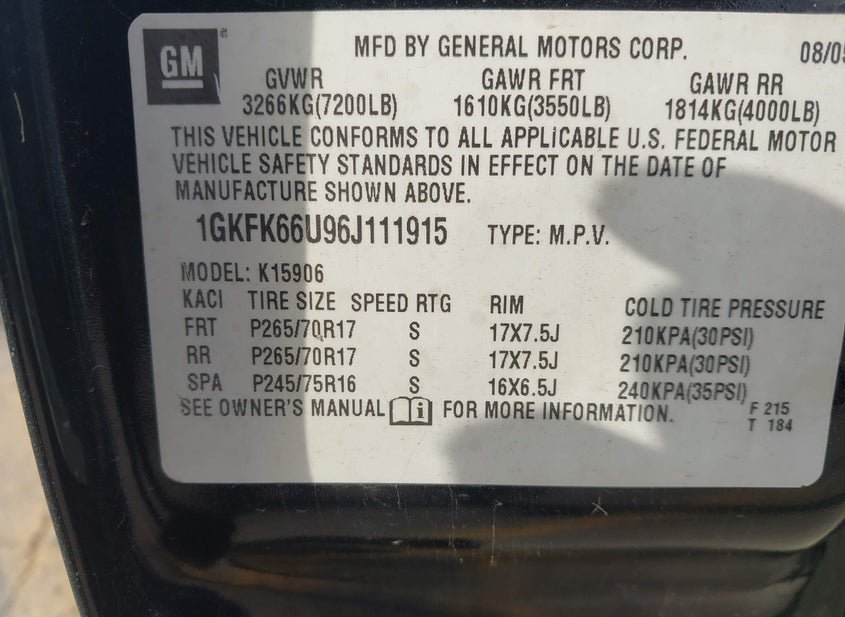 GM®
MFD BY GENERAL MOTORS CORP. 08/05
GVWR GAWR FRT GAWR RR
3266KG(7200LB) 1610KG(3550LB) 1814KG(4000LB)
THIS VEHICLE CONFORMS TO ALL APPLICABLE U.S. FEDERAL MOTOR
VEHICLE SAFETY STANDARDS IN EFFECT ON THE DATE OF
MANUFACTURE SHOWN ABOVE.
1GKFK66U96J111915 TYPE: M.P.V.
MODEL: K15906
KACI TIRE SIZE SPEED RTG RIM COLD TIRE PRESSURE
FRT P265/70R17 S 17X7.5J 210KPA(30PSI)
RR P265/70R17 S 17X7.5J 210KPA(30PSI)
SPA P245/75R16 S 16X6.5J 240KPA(35PSI)
SEE OWNER'S MANUAL i FOR MORE INFORMATION.
F 215
T 184